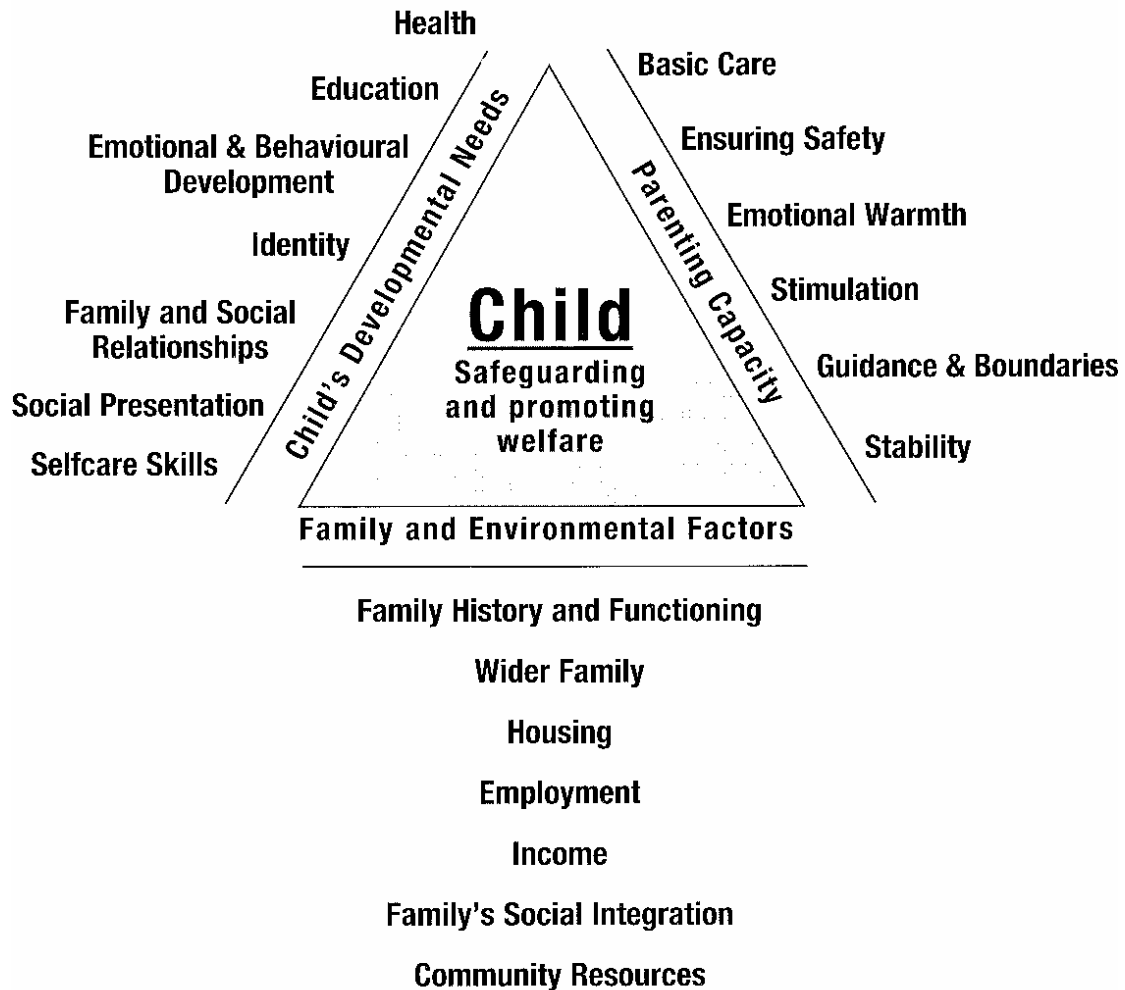 Health
Education
Emotional & Behavioural
Development
Identity
Family and Social
Relationships
Social Presentation
Selfcare Skills
Child's Developmental Needs
Basic Care
Ensuring Safety
Emotional Warmth
Stimulation
Guidance & Boundaries
Stability
Parenting Capacity
Child
Safeguarding
and promoting
welfare
Family and Environmental Factors
Family History and Functioning
Wider Family
Housing
Employment
Income
Family's Social Integration
Community Resources